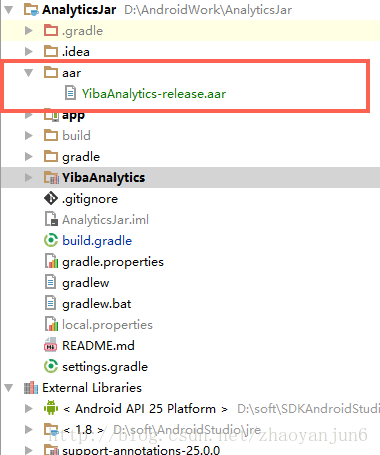 AnalyticsJar D:\AndroidWork\AnalyticsJar
.gradle
.idea
aar
YibaAnalytics-release.aar
app
build
gradle
YibaAnalytics
.gitignore
AnalyticsJar.iml
build.gradle
gradle.properties
gradlew
gradlew.bat
local.properties
README.md
settings.gradle
External Libraries
< Android API 25 Platform > D:\soft\SDKAndroidStudio
< 1.8 > D:\soft\AndroidStudio\jre
support-annotations-25.0.0
http://blog.csdn.net/zhaoyanjun6